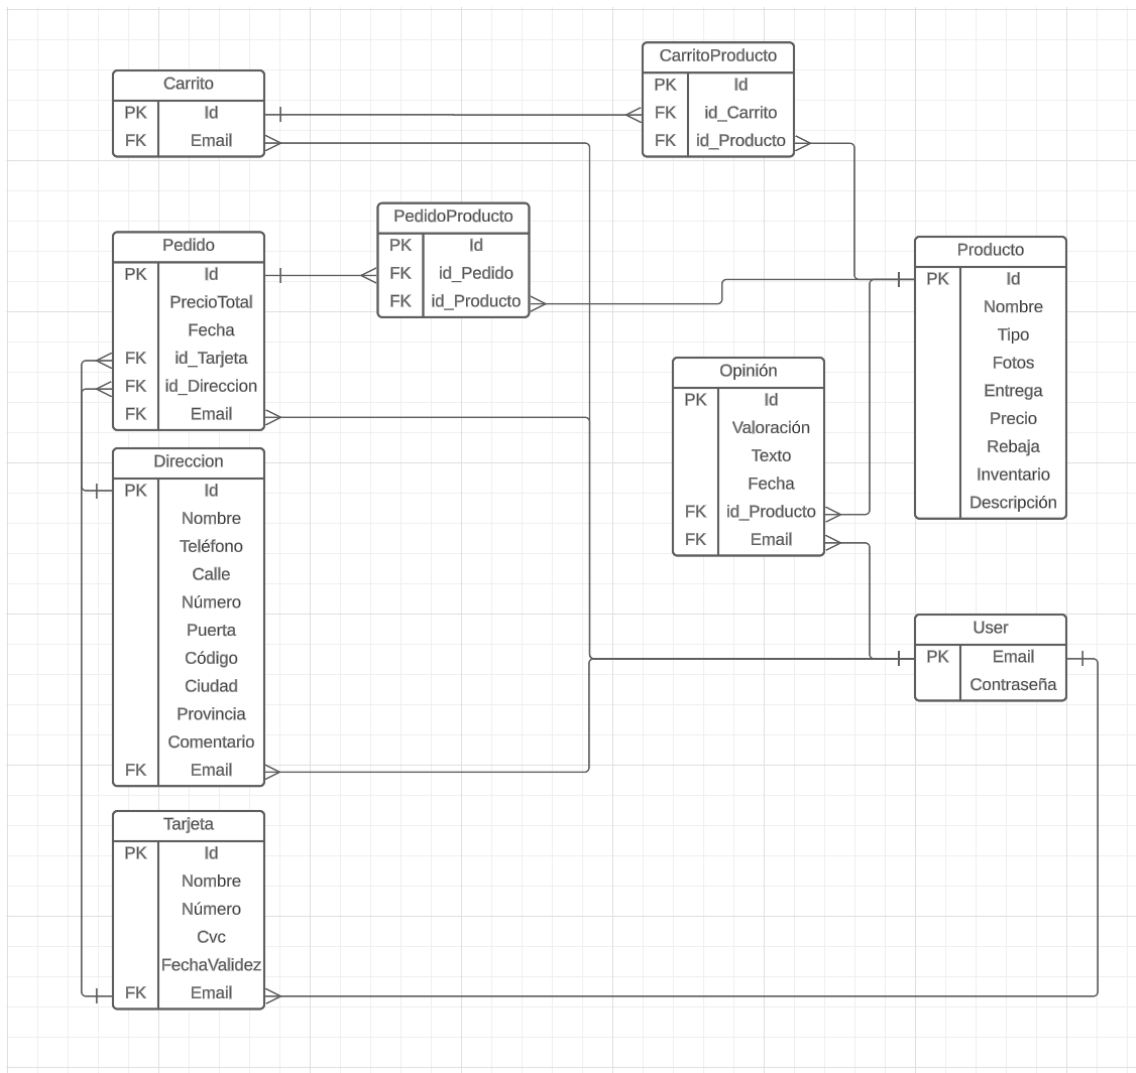 Carrito
PK Id
FK Email
CarritoProducto
PK Id
FK id_Carrito
FK id_Producto
PedidoProducto
PK Id
FK id_Pedido
FK id_Producto
Pedido
PK Id
PrecioTotal
Fecha
FK id_Tarjeta
FK id_Direccion
FK Email
Producto
PK Id
Nombre
Tipo
Fotos
Entrega
Precio
Rebaja
Inventario
Descripción
Opinión
PK Id
Valoración
Texto
Fecha
FK id_Producto
FK Email
Direccion
PK Id
Nombre
Teléfono
Calle
Número
Puerta
Código
Ciudad
Provincia
Comentario
FK Email
User
PK Email
Contraseña
Tarjeta
PK Id
Nombre
Número
Cvc
FechaValidez
FK Email